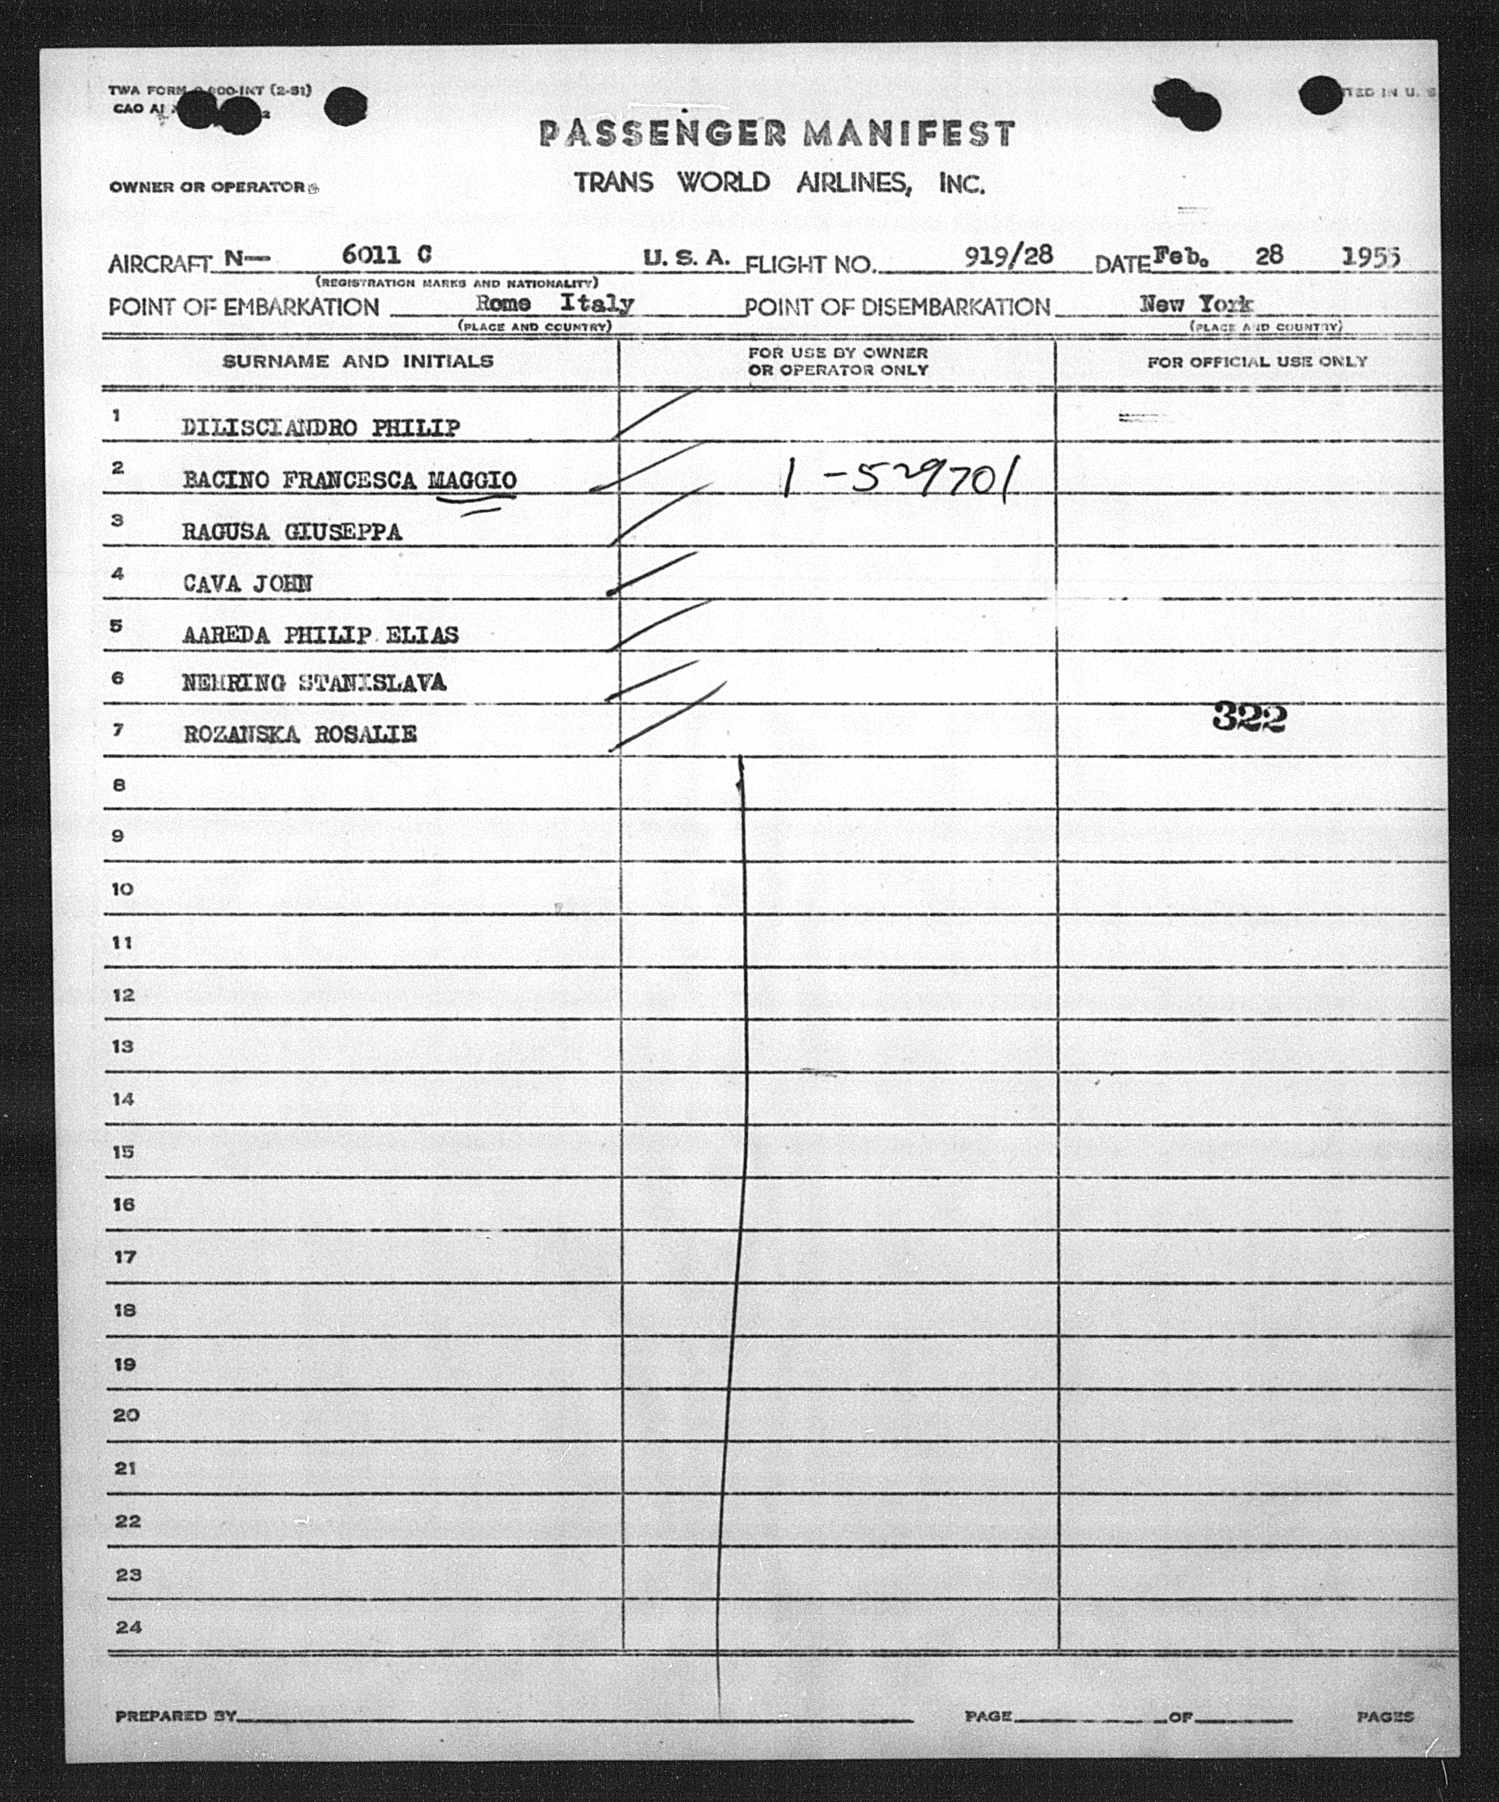 TWA FORM
CAO AI
PASSENGER MANIFEST
OWNER OR OPERATOR: TRANS WORLD AIRLINES, INC.
AIRCRAFT N— 6011 C U. S. A. FLIGHT NO. 919/28 DATE Feb. 28 1955
(REGISTRATION MARKS AND NATIONALITY)
POINT OF EMBARKATION Rome Italy POINT OF DISEMBARKATION New York
(PLACE AND COUNTRY) (PLACE AND COUNTRY)
SURNAME AND INITIALS FOR USE BY OWNER OR OPERATOR ONLY FOR OFFICIAL USE ONLY
1 DILISCIANDRO PHILIP
2 BACINO FRANCESCA MAGGIO 1-529701
3 RAGUSA GIUSEPPA
4 CAVA JOHN
5 AAREDA PHILIP ELIAS
6 NEHRING STANISLAVA
7 ROZANSKA ROSALIE 322
8
9
10
11
12
13
14
15
16
17
18
19
20
21
22
23
24
PREPARED BY PAGE OF PAGES